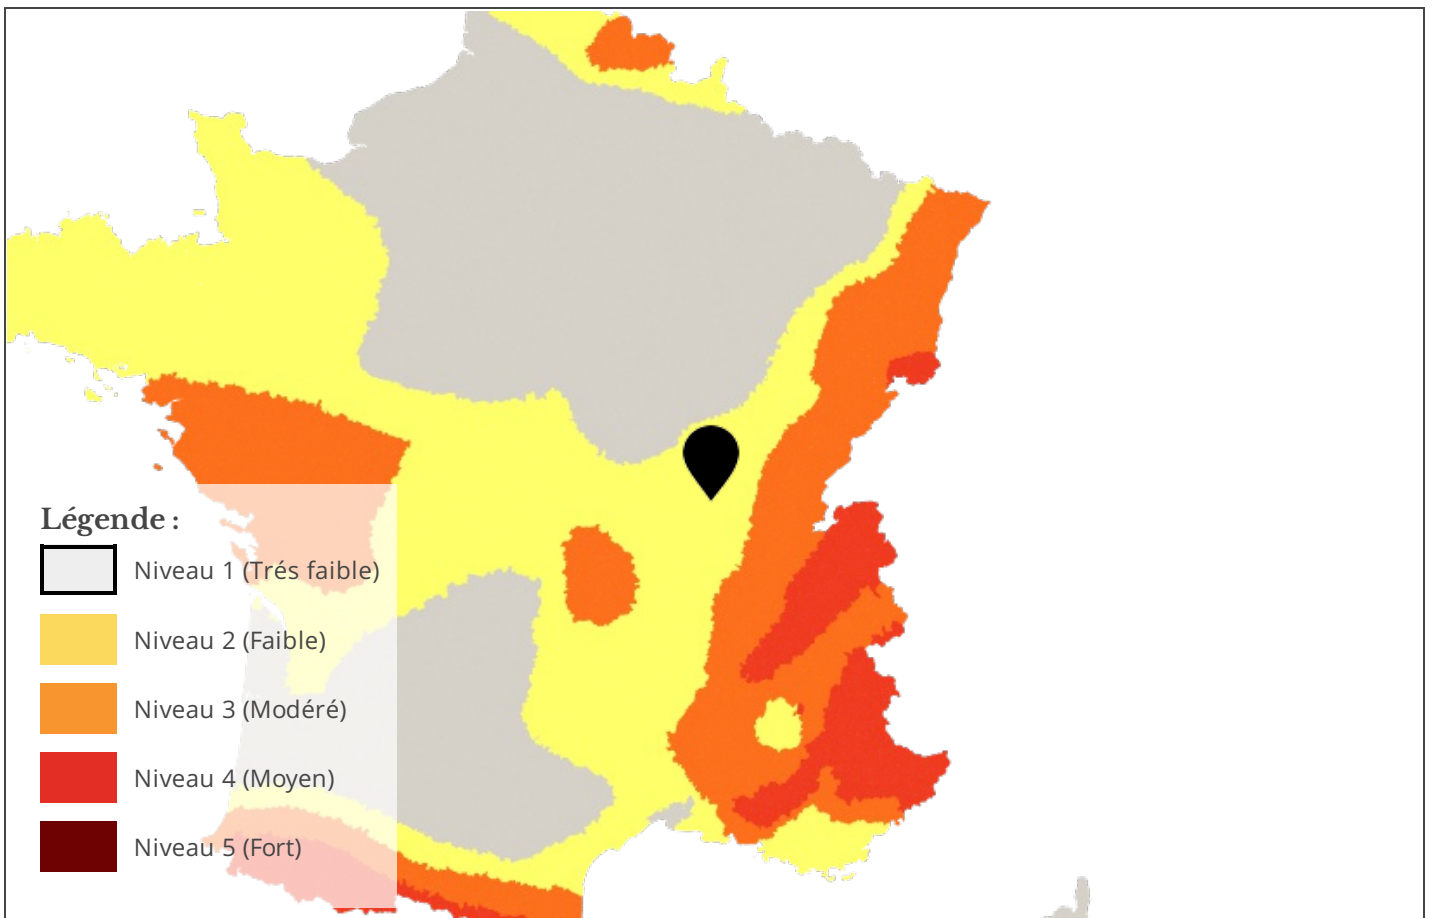 Légende :
Niveau 1 (Trés faible)
Niveau 2 (Faible)
Niveau 3 (Modéré)
Niveau 4 (Moyen)
Niveau 5 (Fort)